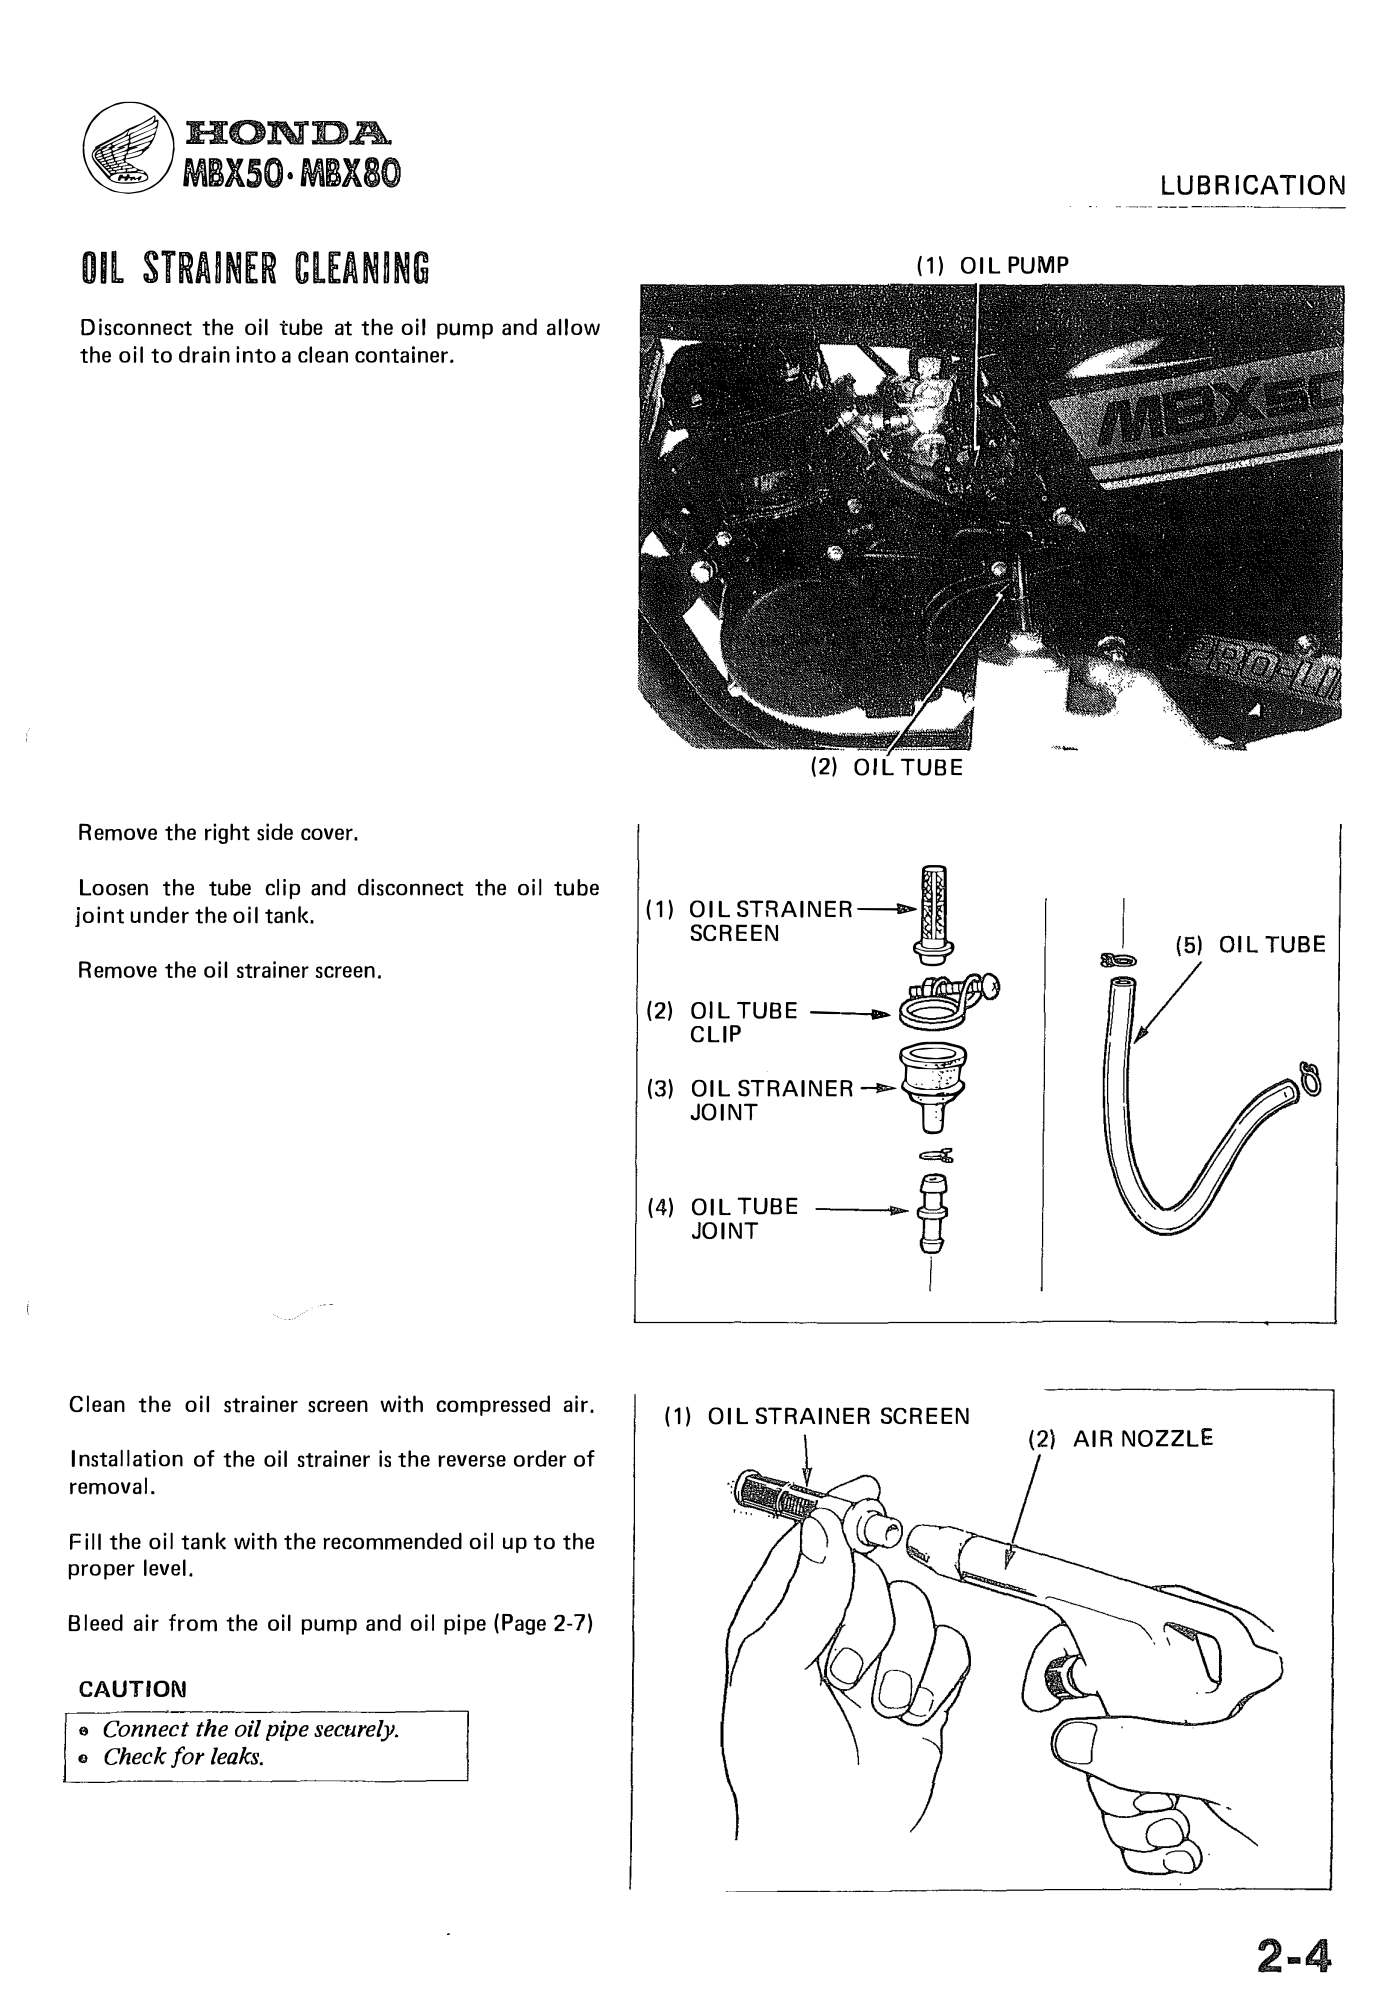 HONDA
MBX50·MBX80
LUBRICATION
OIL STRAINER CLEANING
Disconnect the oil tube at the oil pump and allow
the oil to drain into a clean container.
(1) OIL PUMP
MBX50
PRO-LI
(2) OIL TUBE
Remove the right side cover.
Loosen the tube clip and disconnect the oil tube
joint under the oil tank.
Remove the oil strainer screen.
(1) OIL STRAINER
SCREEN
(2) OIL TUBE
CLIP
(3) OIL STRAINER
JOINT
(4) OIL TUBE
JOINT
(5) OIL TUBE
Clean the oil strainer screen with compressed air.
Installation of the oil strainer is the reverse order of
removal.
Fill the oil tank with the recommended oil up to the
proper level.
Bleed air from the oil pump and oil pipe (Page 2-7)
CAUTION
• Connect the oil pipe securely.
• Check for leaks.
(1) OIL STRAINER SCREEN
(2) AIR NOZZLE
2-4